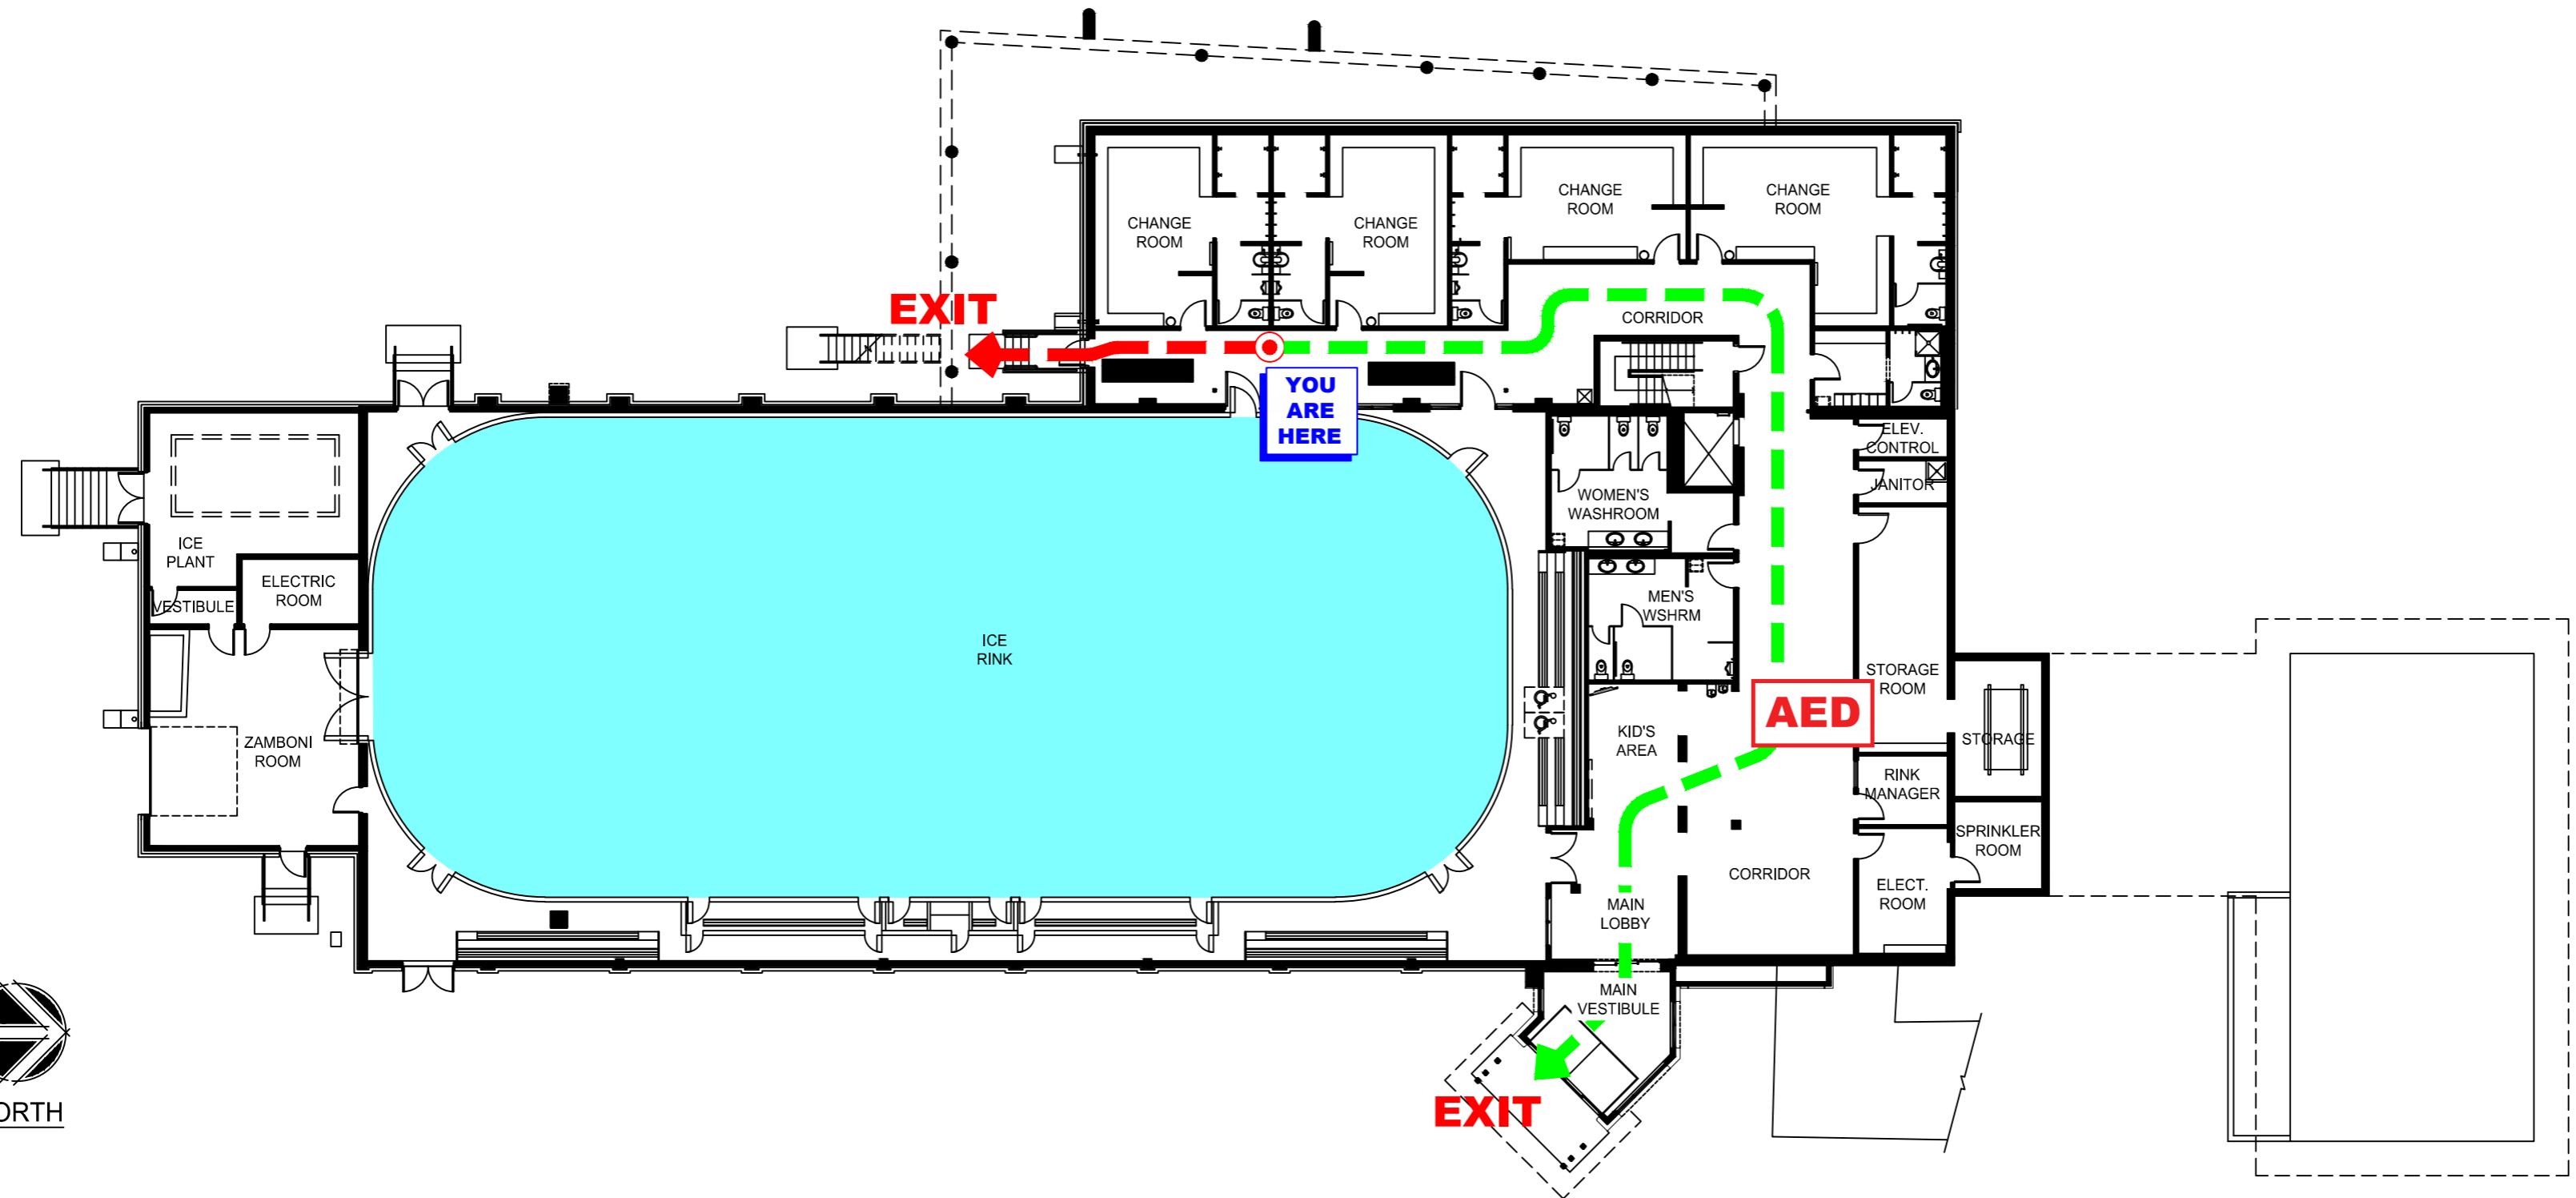 CHANGE
ROOM
CHANGE
ROOM
CHANGE
ROOM
CHANGE
ROOM
EXIT
CORRIDOR
YOU
ARE
HERE
ELEV.
CONTROL
JANITOR
WOMEN'S
WASHROOM
ICE
PLANT
ELECTRIC
ROOM
VESTIBULE
MEN'S
WSHRM
ICE
RINK
STORAGE
ROOM
AED
KID'S
AREA
STORAGE
ZAMBONI
ROOM
RINK
MANAGER
SPRINKLER
ROOM
CORRIDOR
ELECT.
ROOM
MAIN
LOBBY
MAIN
VESTIBULE
EXIT
ORTH